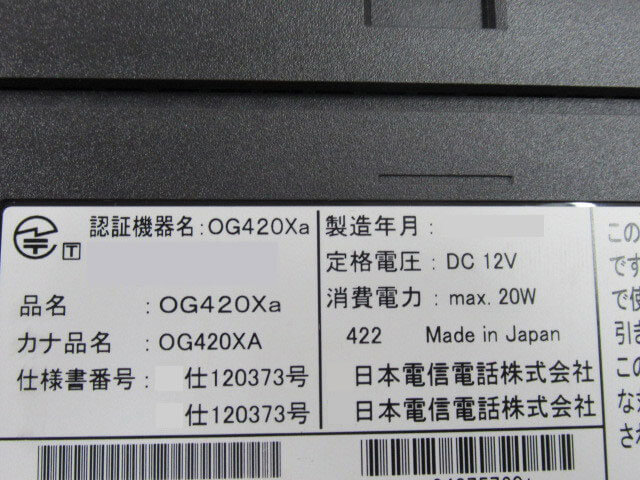 認証機器名:OG420Xa
T
品名 : OG420Xa
カナ品名 : OG420XA
仕様書番号: 仕120373号
仕120373号
製造年月:
定格電圧: DC 12V
消費電力: max. 20W
422 Made in Japan
日本電信電話株式会社
日本電信電話株式会社
この
です
で使
引き
この
なす
され